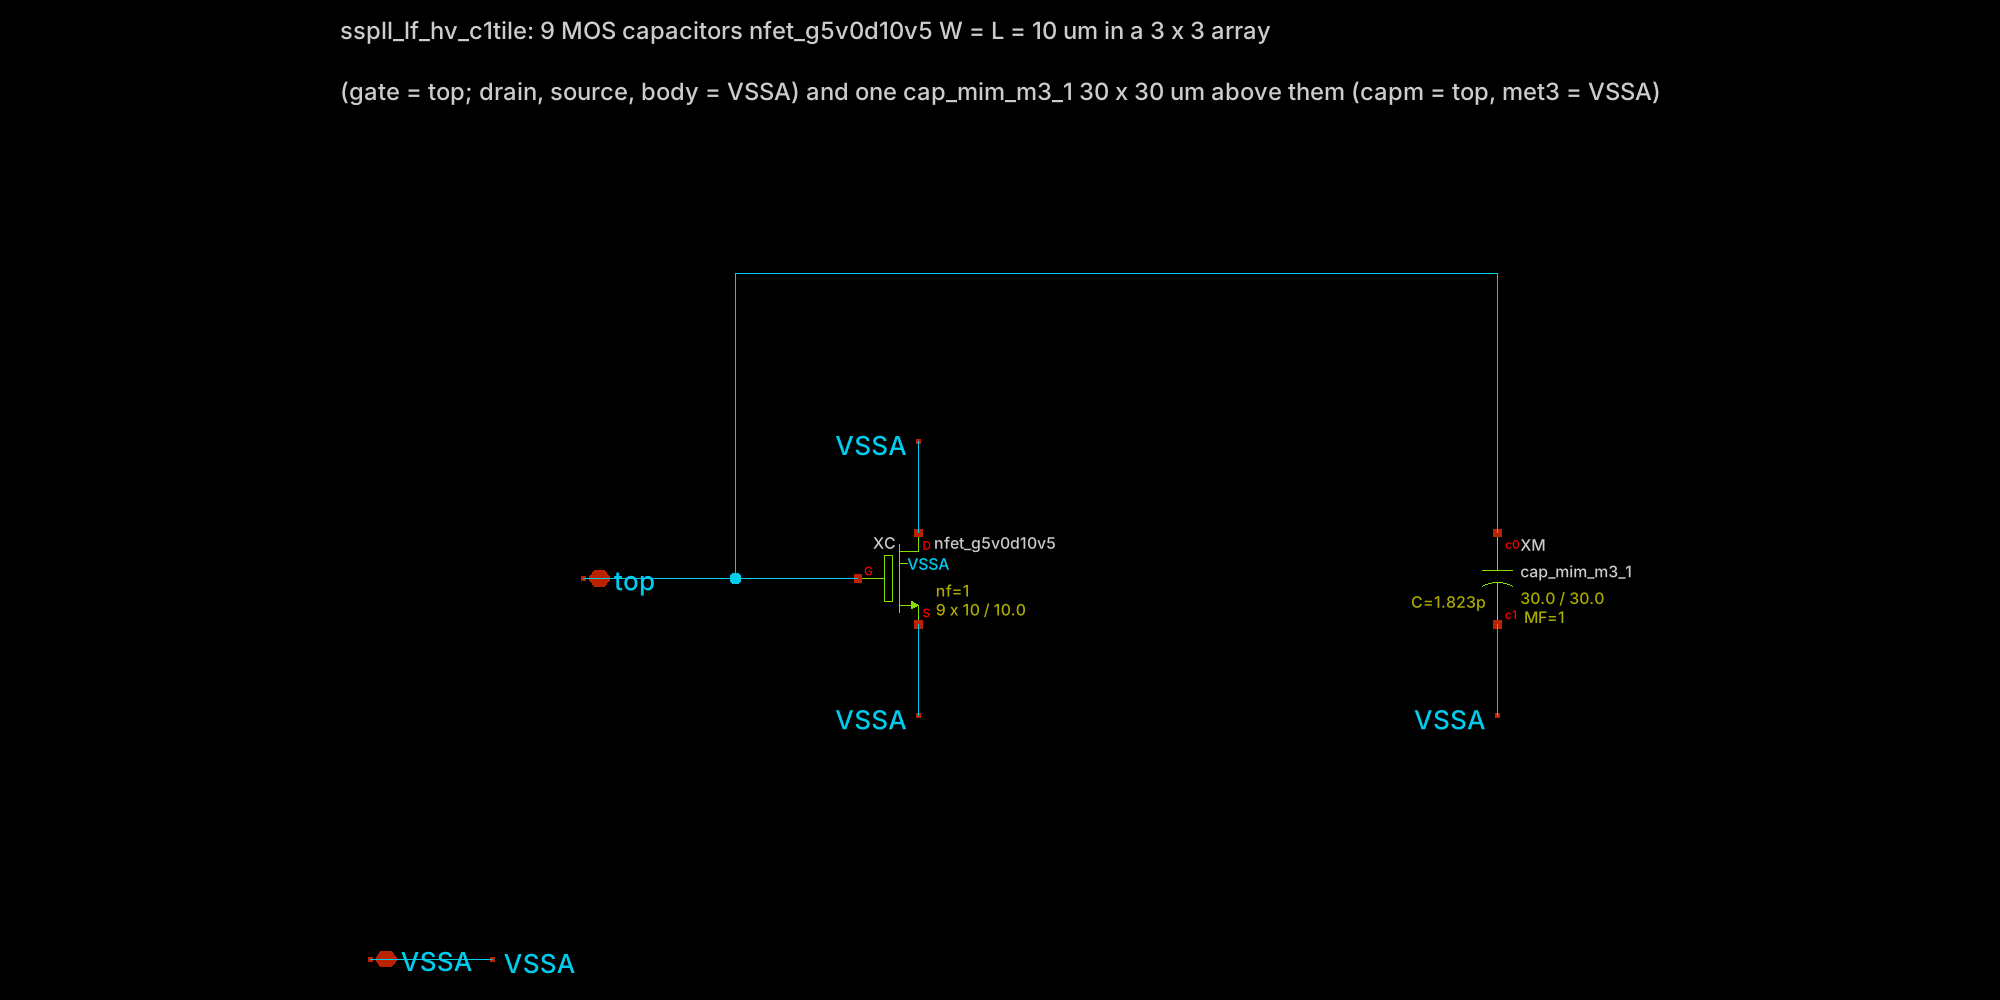 sspll_lf_hv_c1tile: 9 MOS capacitors nfet_g5v0d10v5 W = L = 10 um in a 3 x 3 array
(gate = top; drain, source, body = VSSA) and one cap_mim_m3_1 30 x 30 um above them (capm = top, met3 = VSSA)
VSSA
XC
D
nfet_g5v0d10v5
VSSA
G
top
nf=1
9 x 10 / 10.0
S
VSSA
c0
XM
cap_mim_m3_1
C=1.823p
30.0 / 30.0
c1
MF=1
VSSA
VSSA
VSSA